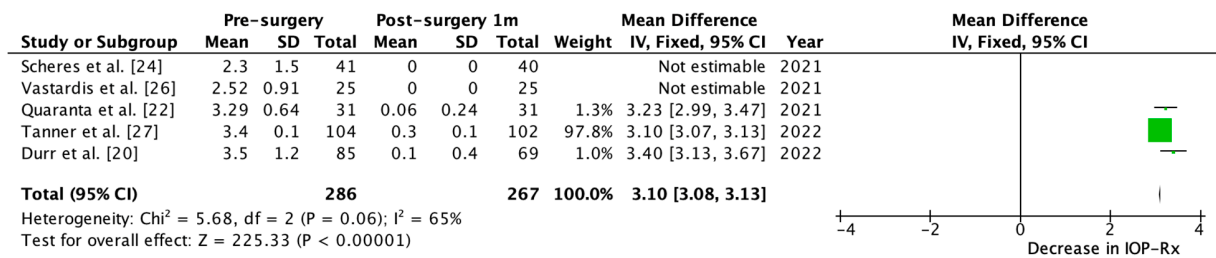 Pre-surgery Post-surgery 1m Mean Difference Mean Difference
Study or Subgroup Mean SD Total Mean SD Total Weight IV, Fixed, 95% CI Year IV, Fixed, 95% CI
Scheres et al. [24] 2.3 1.5 41 0 0 40 Not estimable 2021
Vastardis et al. [26] 2.52 0.91 25 0 0 25 Not estimable 2021
Quaranta et al. [22] 3.29 0.64 31 0.06 0.24 31 1.3% 3.23 [2.99, 3.47] 2021
Tanner et al. [27] 3.4 0.1 104 0.3 0.1 102 97.8% 3.10 [3.07, 3.13] 2022
Durr et al. [20] 3.5 1.2 85 0.1 0.4 69 1.0% 3.40 [3.13, 3.67] 2022
Total (95% CI) 286 267 100.0% 3.10 [3.08, 3.13]
Heterogeneity: Chi² = 5.68, df = 2 (P = 0.06); I² = 65%
Test for overall effect: Z = 225.33 (P < 0.00001)
-4 -2 0 2 4
Decrease in IOP-Rx